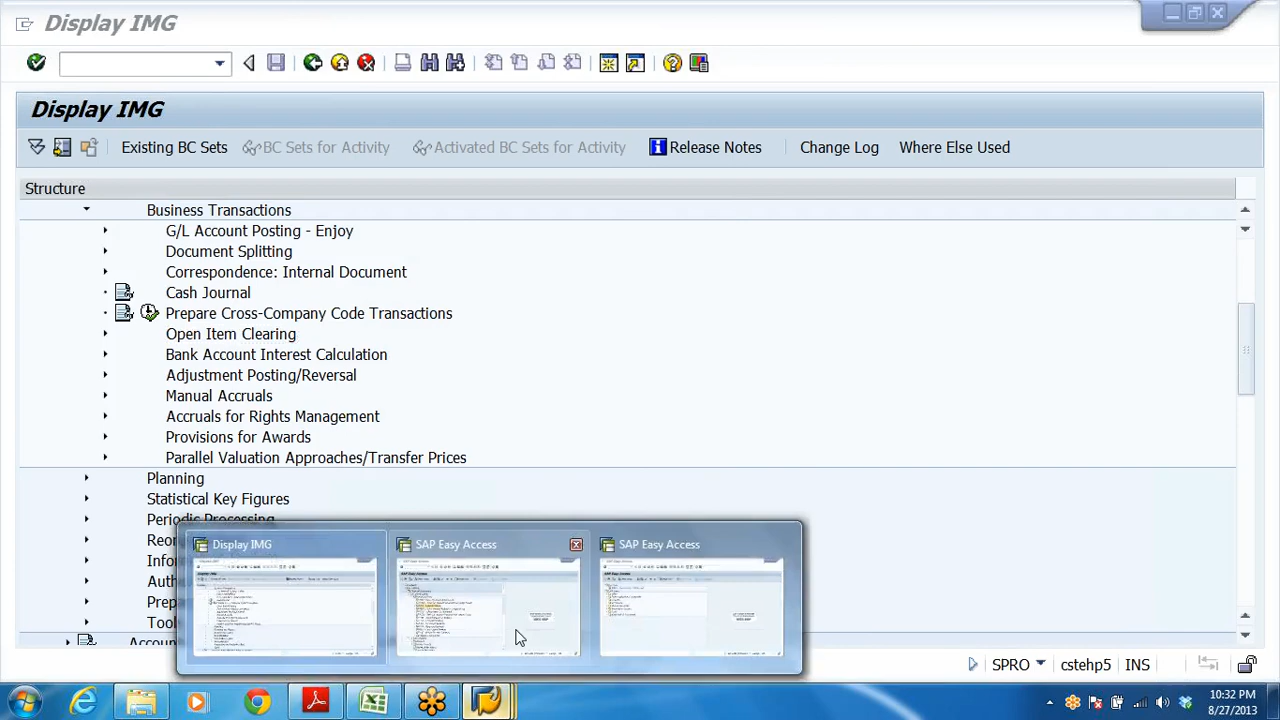 Display IMG
Display IMG
Existing BC Sets
BC Sets for Activity
Activated BC Sets for Activity
Release Notes
Change Log
Where Else Used
Structure
Business Transactions
G/L Account Posting - Enjoy
Document Splitting
Correspondence: Internal Document
Cash Journal
Prepare Cross-Company Code Transactions
Open Item Clearing
Bank Account Interest Calculation
Adjustment Posting/Reversal
Manual Accruals
Accruals for Rights Management
Provisions for Awards
Parallel Valuation Approaches/Transfer Prices
Planning
Statistical Key Figures
Periodic Processing
Display IMG
SAP Easy Access
SAP Easy Access
SPRO
cstehp5
INS
10:32 PM
8/27/2013